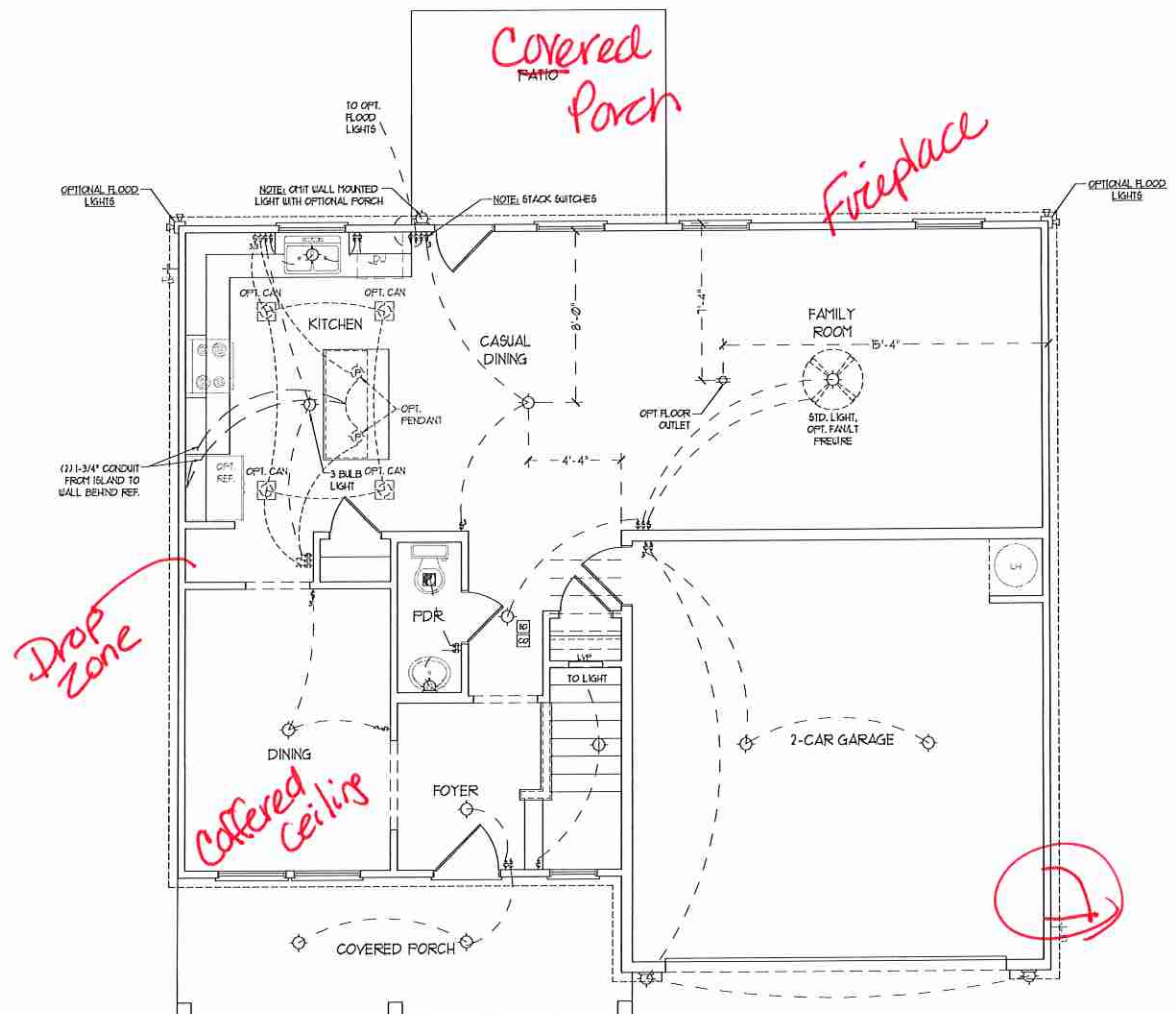 Covered
PATIO
Porch
Fireplace
TO OPT.
FLOOD
LIGHTS
OPTIONAL FLOOD
LIGHTS
NOTE: OMIT WALL MOUNTED
LIGHT WITH OPTIONAL PORCH
NOTE: STACK SWITCHES
OPTIONAL FLOOD
LIGHTS
OPT. CAN
OPT. CAN
KITCHEN
CASUAL
DINING
8'-0"
7'-4"
FAMILY
ROOM
15'-4"
OPT.
PENDANT
OPT FLOOR
OUTLET
STD. LIGHT,
OPT. FAN/LT
PREWIRE
(2) 1-3/4" CONDUIT
FROM ISLAND TO
WALL BEHIND REF.
OPT.
REF.
OPT. CAN
3 BULB
LIGHT
OPT. CAN
4'-4"
Drop
zone
PDR.
UP
TO LIGHT
DINING
Coffered
Ceiling
FOYER
2-CAR GARAGE
COVERED PORCH